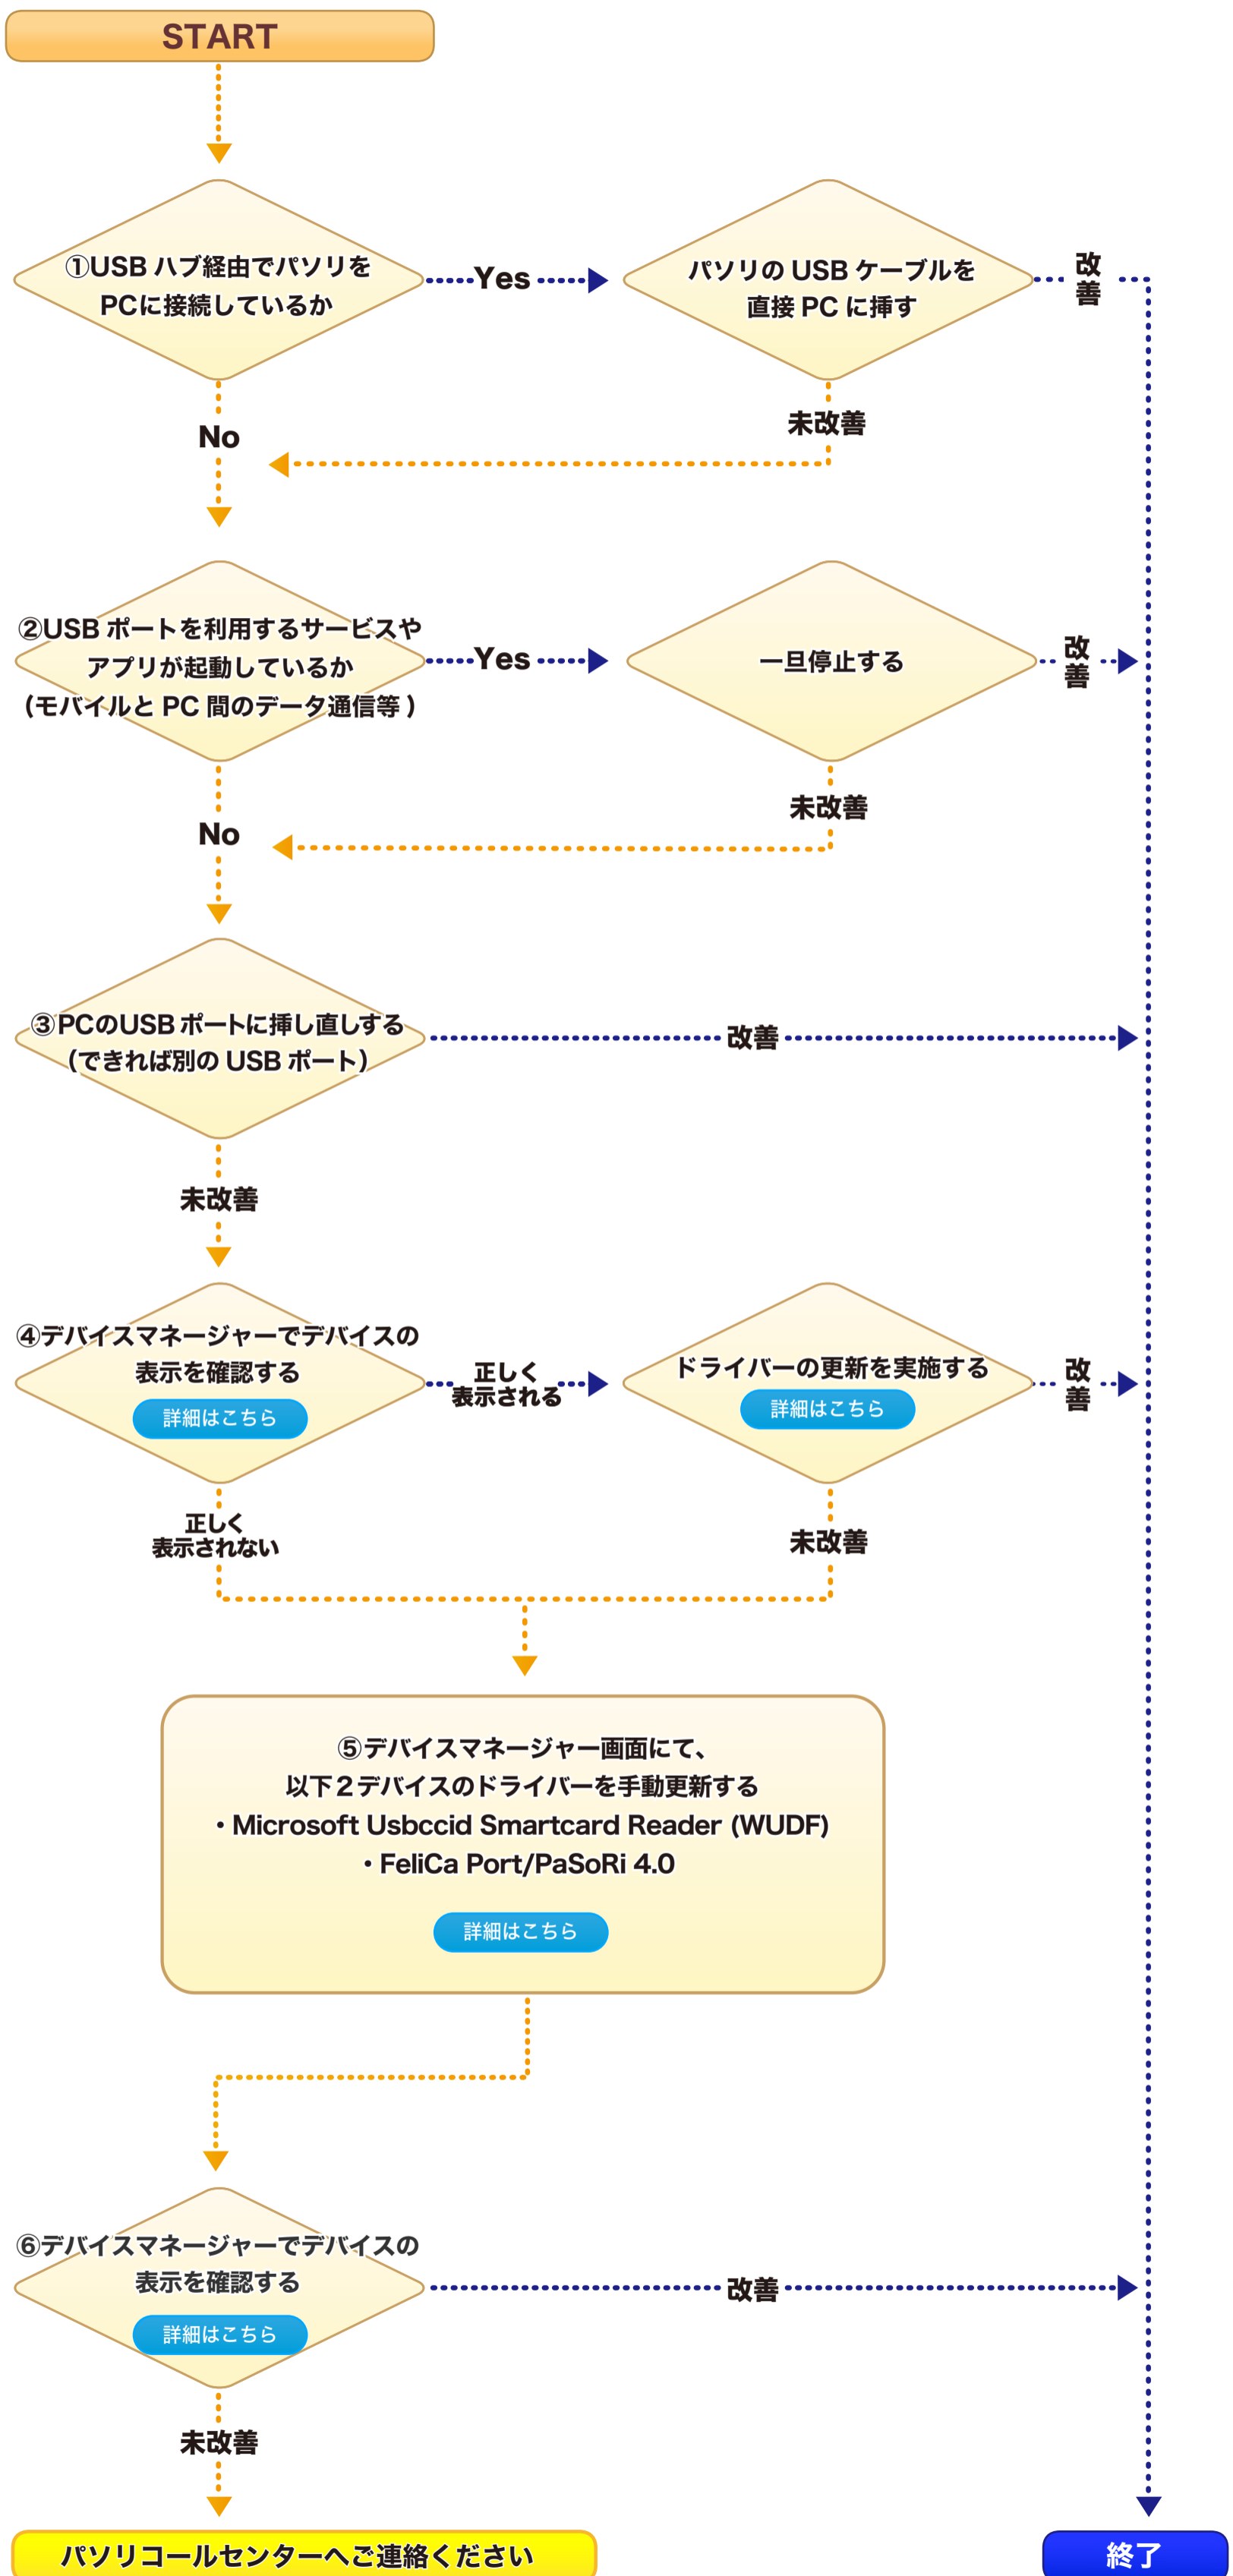 START
①USB ハブ経由でパソリを
PCに接続しているか
Yes
パソリの USB ケーブルを
直接 PC に挿す
改
善
No
未改善
②USB ポートを利用するサービスや
アプリが起動しているか
(モバイルと PC 間のデータ通信等 )
Yes
一旦停止する
改
善
No
未改善
③PCのUSB ポートに挿し直しする
(できれば別の USB ポート)
改善
未改善
④デバイスマネージャーでデバイスの
表示を確認する
詳細はこちら
正しく
表示される
ドライバーの更新を実施する
詳細はこちら
改
善
正しく
表示されない
未改善
⑤デバイスマネージャー画面にて、
以下２デバイスのドライバーを手動更新する
・Microsoft Usbccid Smartcard Reader (WUDF)
・FeliCa Port/PaSoRi 4.0
詳細はこちら
⑥デバイスマネージャーでデバイスの
表示を確認する
詳細はこちら
改善
未改善
パソリコールセンターへご連絡ください
終了